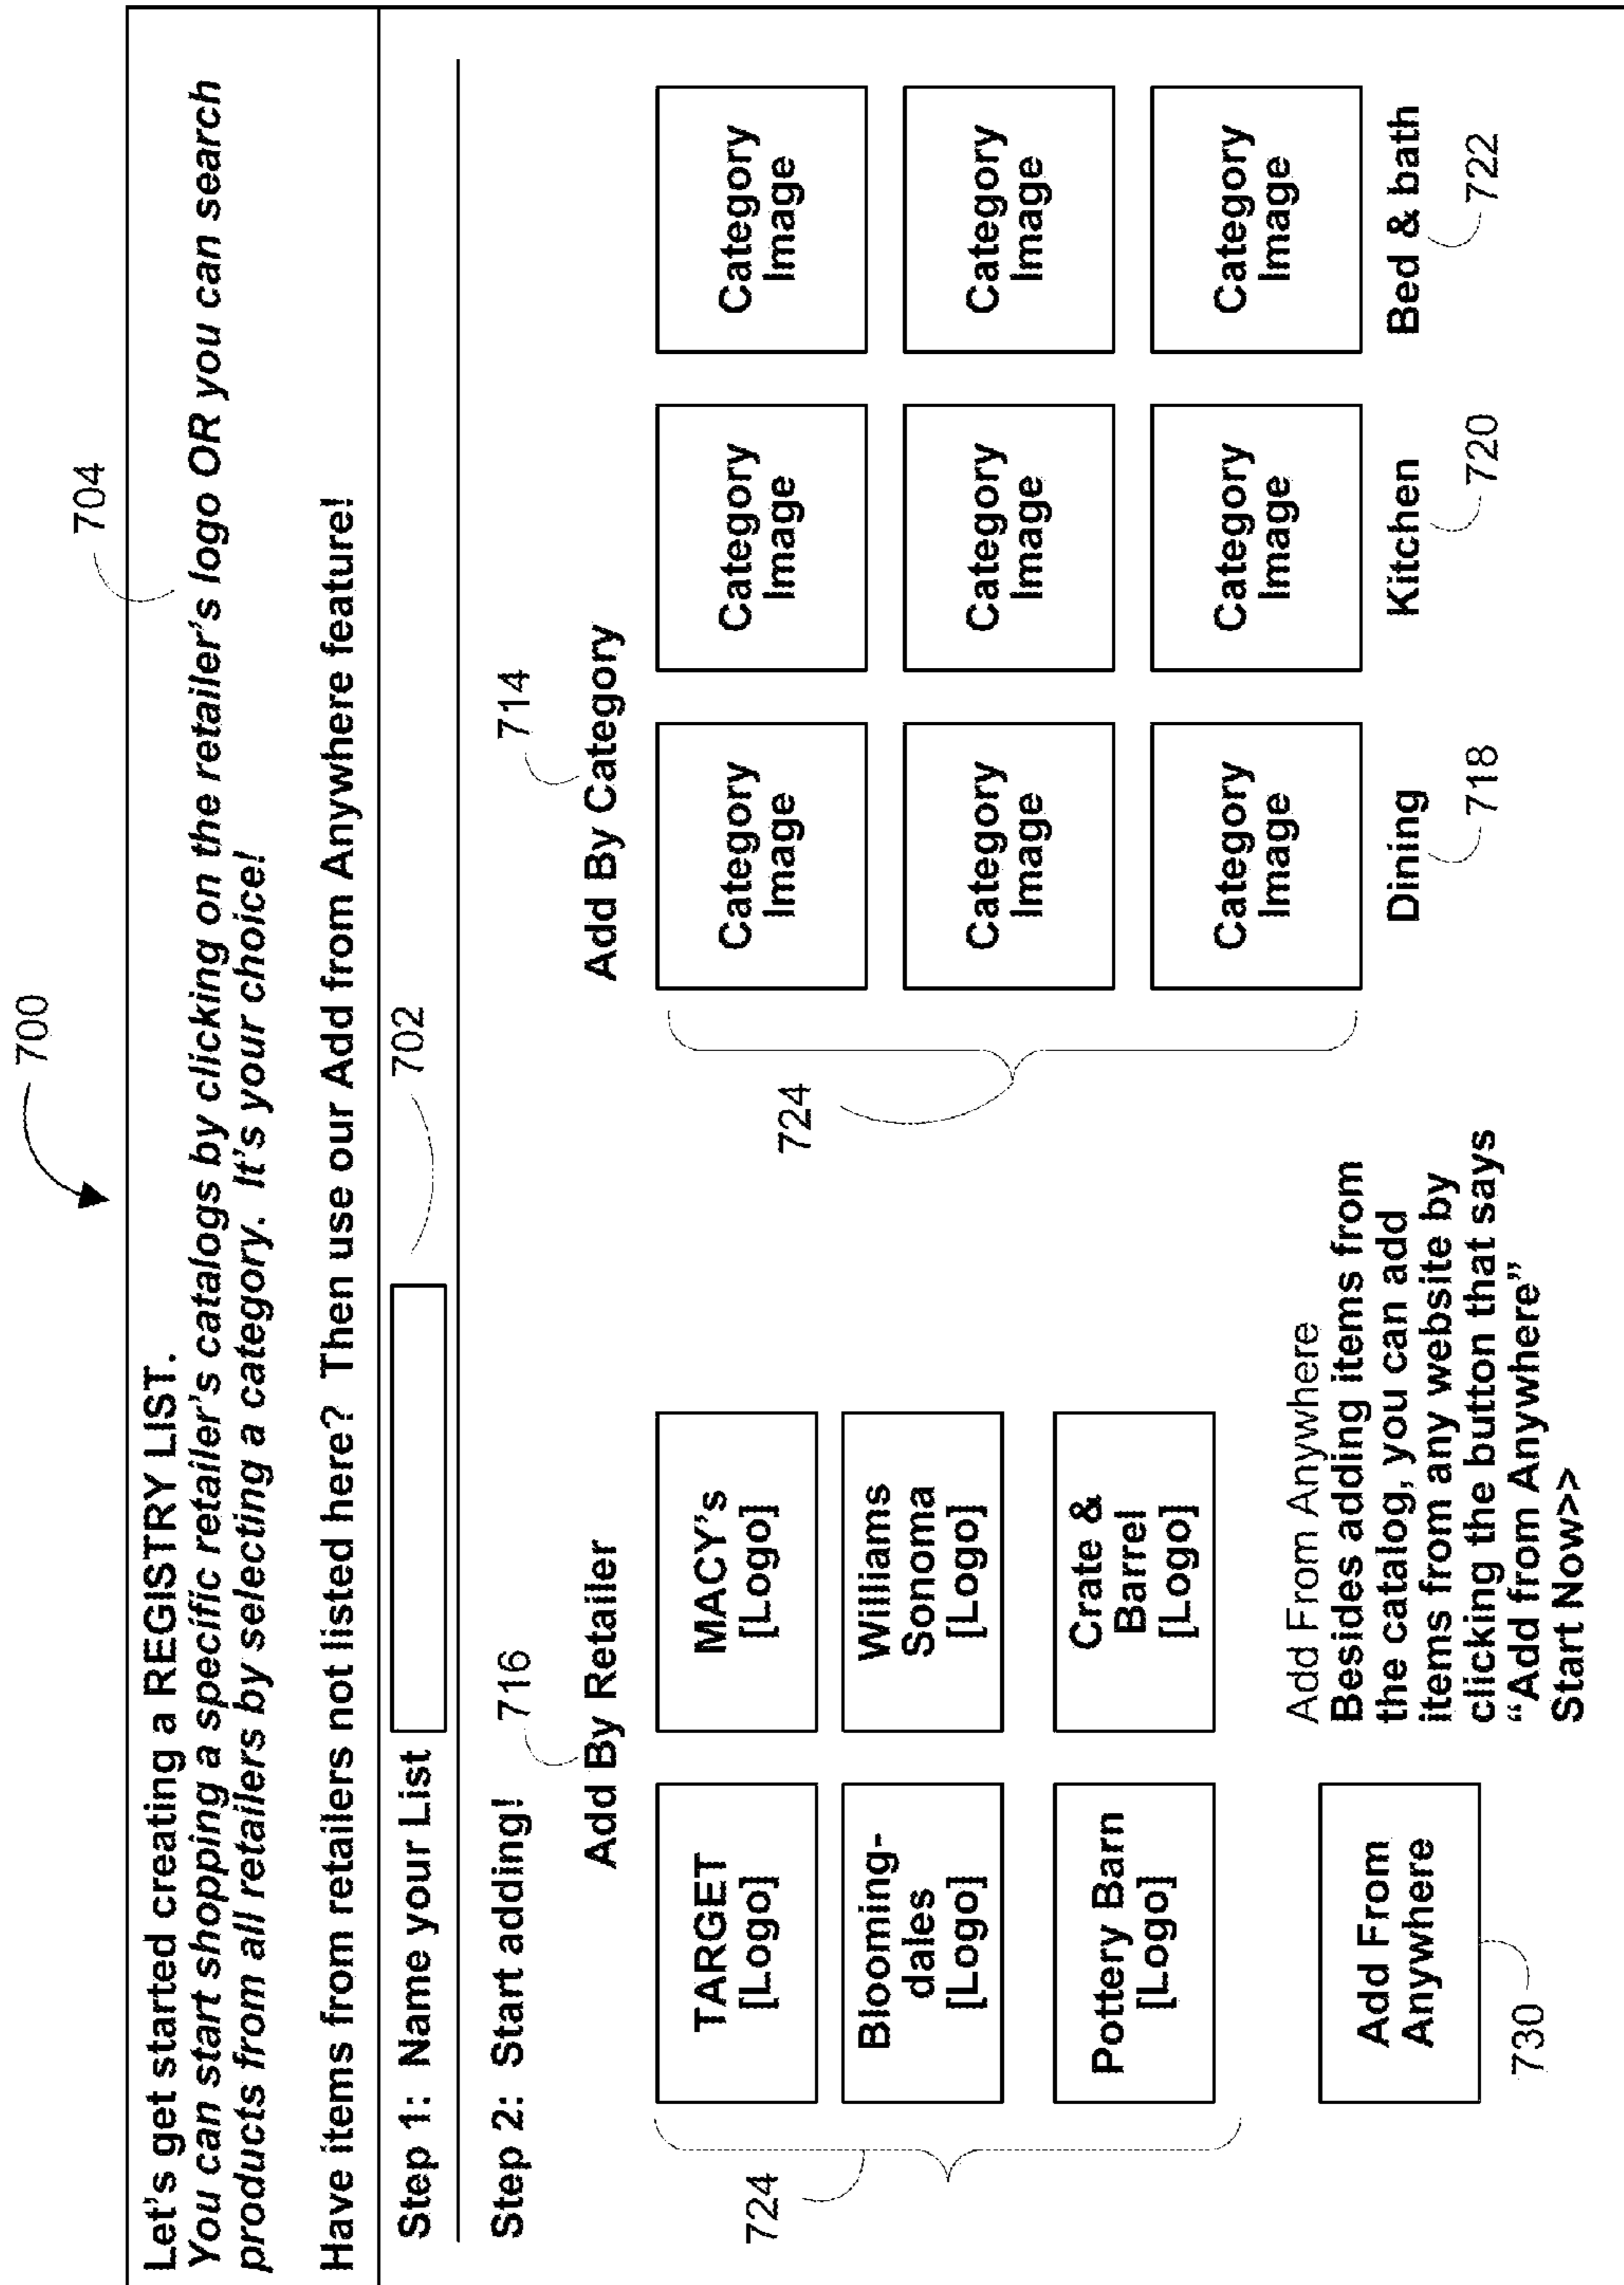 700
704
Let's get started creating a REGISTRY LIST.
You can start shopping a specific retailer's catalogs by clicking on the retailer's logo OR you can search
products from all retailers by selecting a category. It's your choice!
Have items from retailers not listed here? Then use our Add from Anywhere feature!
Step 1: Name your List
702
Step 2: Start adding!
716
Add By Retailer
724
TARGET
[Logo]
MACY's
[Logo]
Blooming-
dales
[Logo]
Williams
Sonoma
[Logo]
Pottery Barn
[Logo]
Crate &
Barrel
[Logo]
Add From
Anywhere
730
Add From Anywhere
Besides adding items from
the catalog, you can add
items from any website by
clicking the button that says
“Add from Anywhere”
Start Now>>
714
Add By Category
724
Category
Image
Category
Image
Category
Image
Category
Image
Category
Image
Category
Image
Category
Image
Category
Image
Category
Image
Dining
Kitchen
Bed & bath
718
720
722